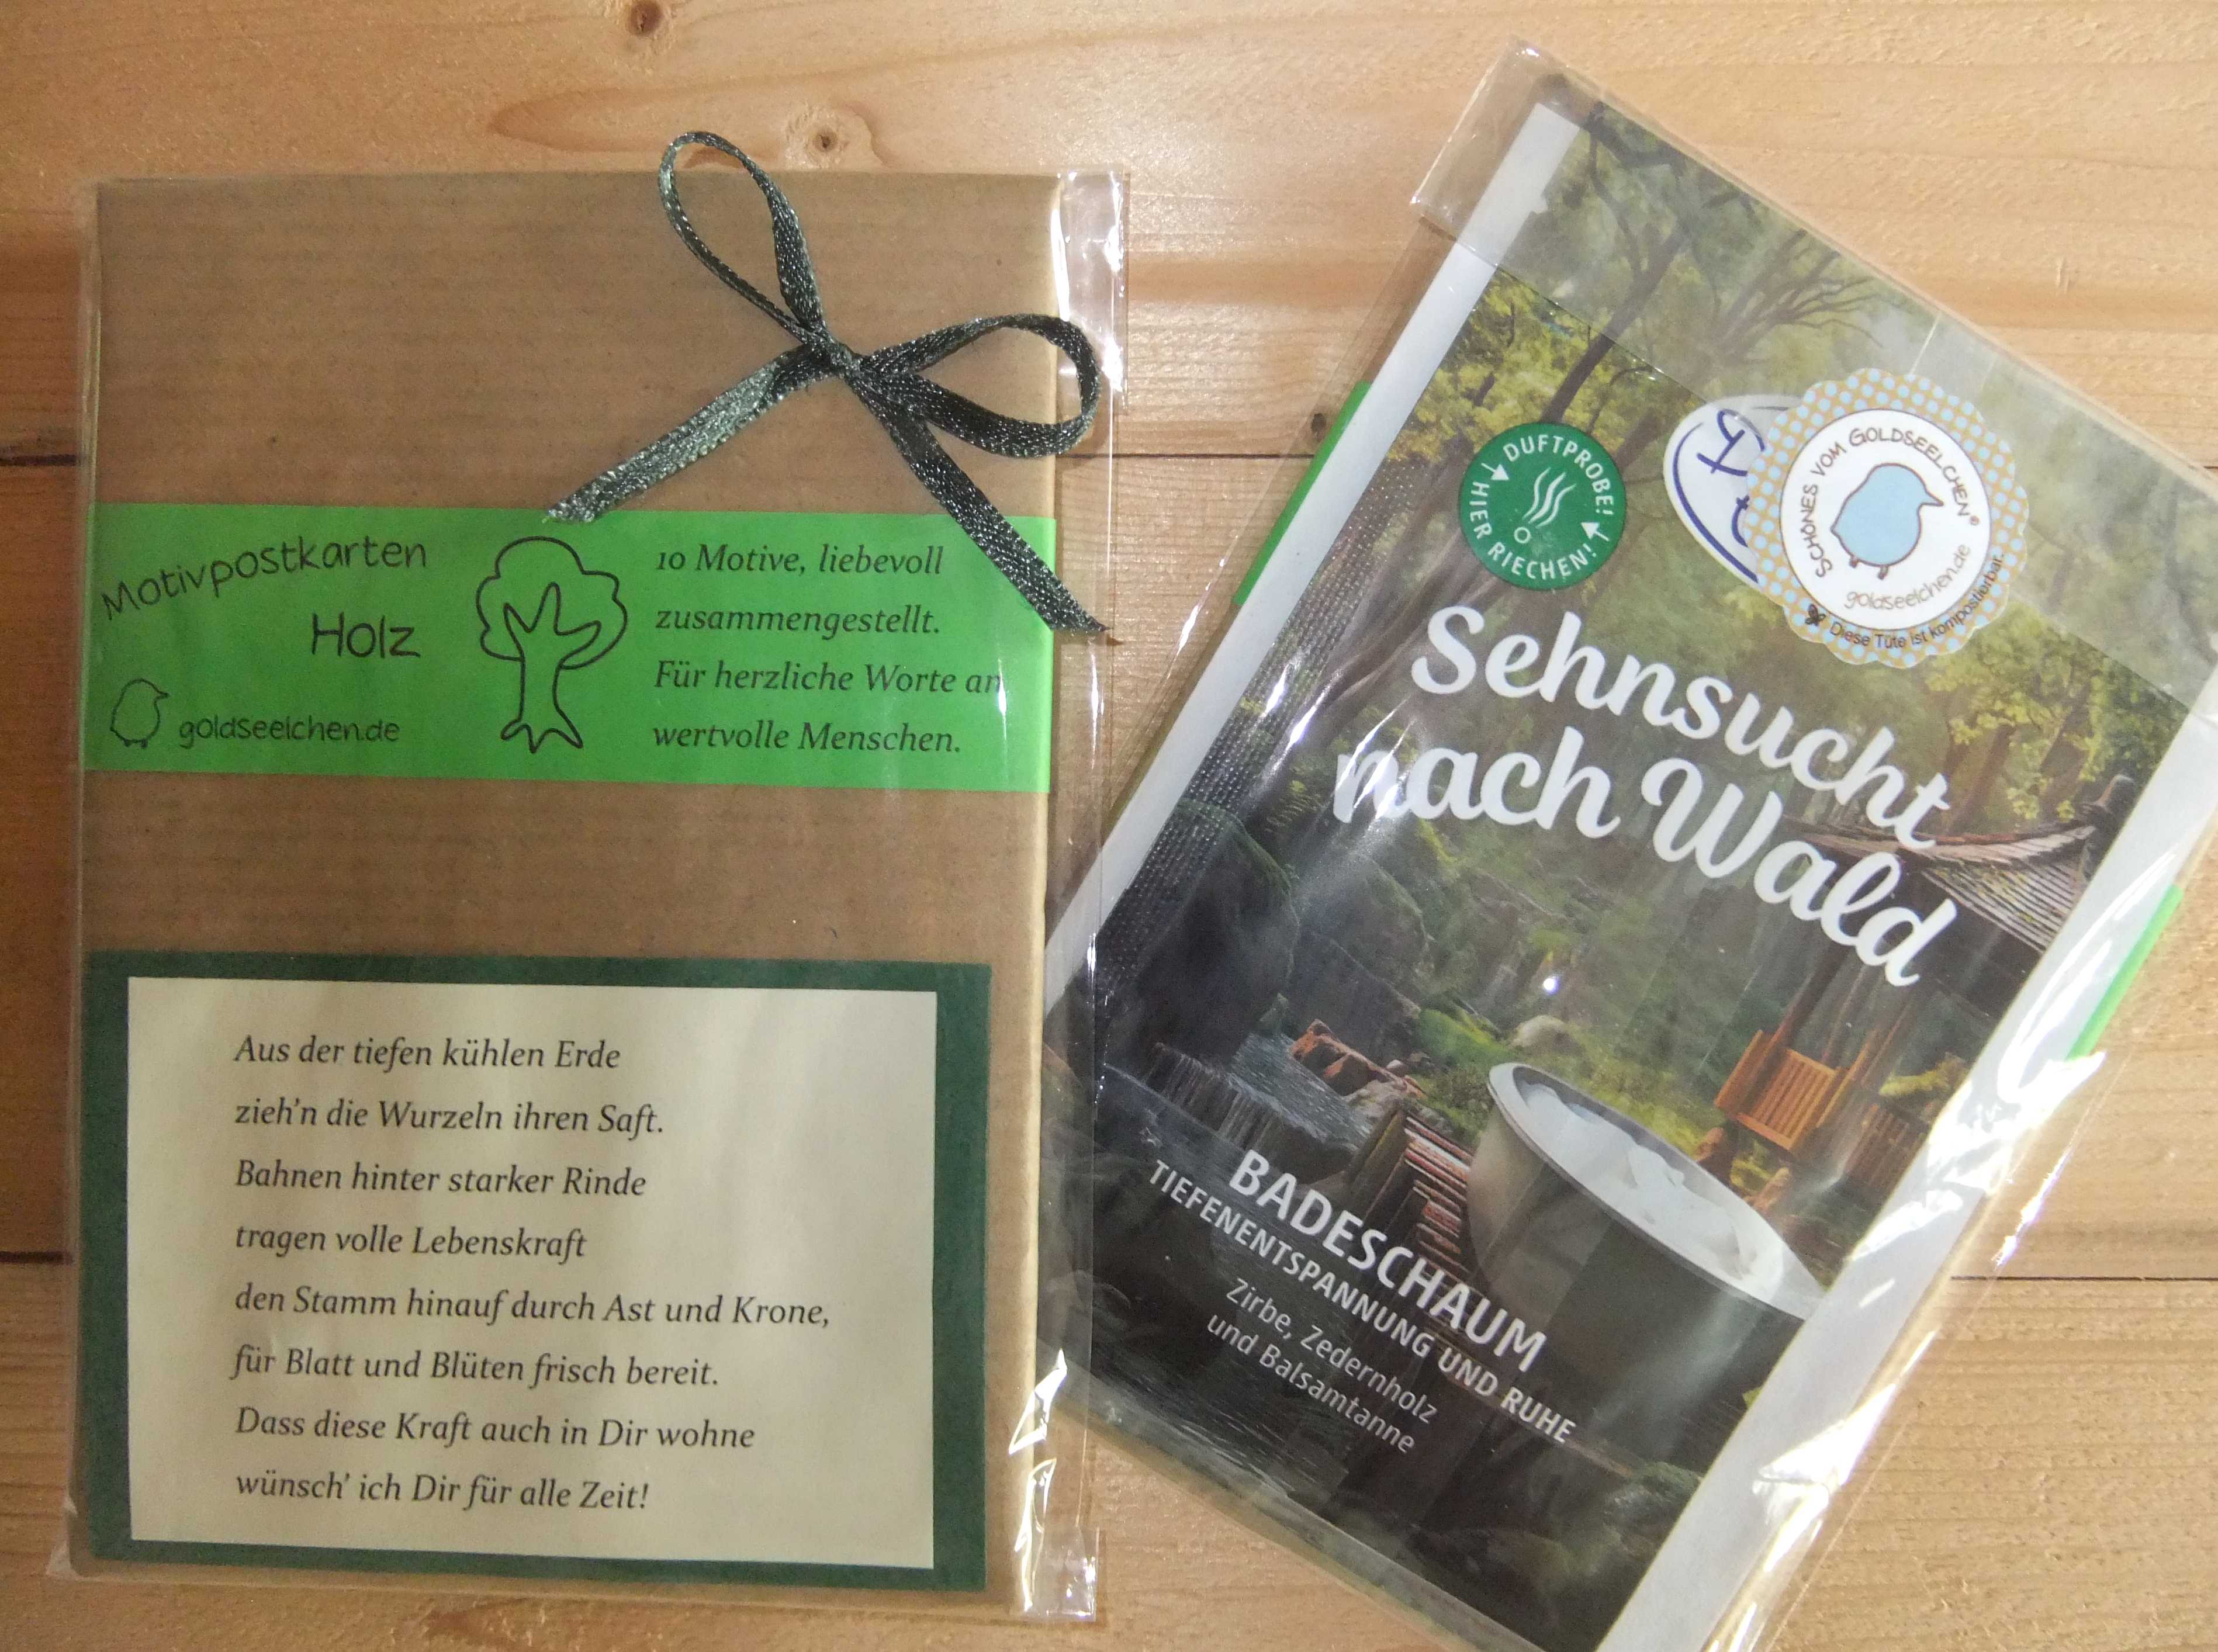 Motivpostkarten
Holz
goldseelchen.de
10 Motive, liebevoll
zusammengestellt.
Für herzliche Worte an
wertvolle Menschen.
Aus der tiefen kühlen Erde
zieh'n die Wurzeln ihren Saft.
Bahnen hinter starker Rinde
tragen volle Lebenskraft
den Stamm hinauf durch Ast und Krone,
für Blatt und Blüten frisch bereit.
Dass diese Kraft auch in Dir wohne
wünsch' ich Dir für alle Zeit!
DUFTPROBE!
HIER RIECHEN!
SCHÖNES VOM GOLDSEELCHEN®
goldseelchen.de
Diese Tüte ist kompostierbar.
Sehnsucht
nach Wald
BADESCHAUM
TIEFENENTSPANNUNG UND RUHE
Zirbe, Zedernholz
und Balsamtanne